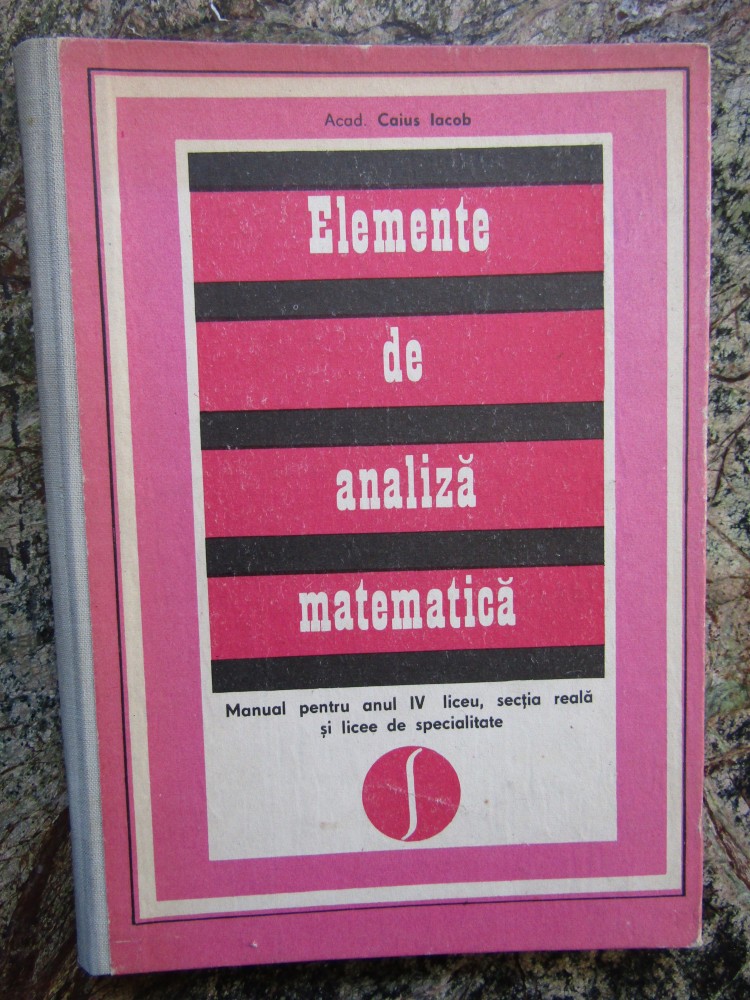 Acad. Caius Iacob
Elemente
de
analiză
matematică
Manual pentru anul IV liceu, secția reală
și licee de specialitate
∫